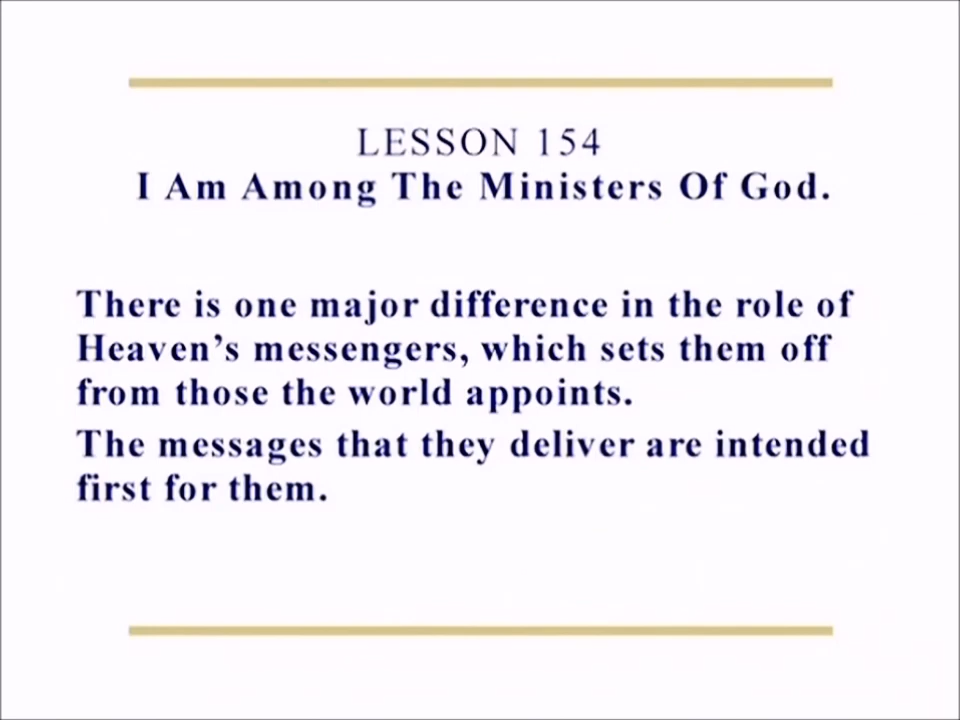 LESSON 154
I Am Among The Ministers Of God.
There is one major difference in the role of
Heaven’s messengers, which sets them off
from those the world appoints.
The messages that they deliver are intended
first for them.